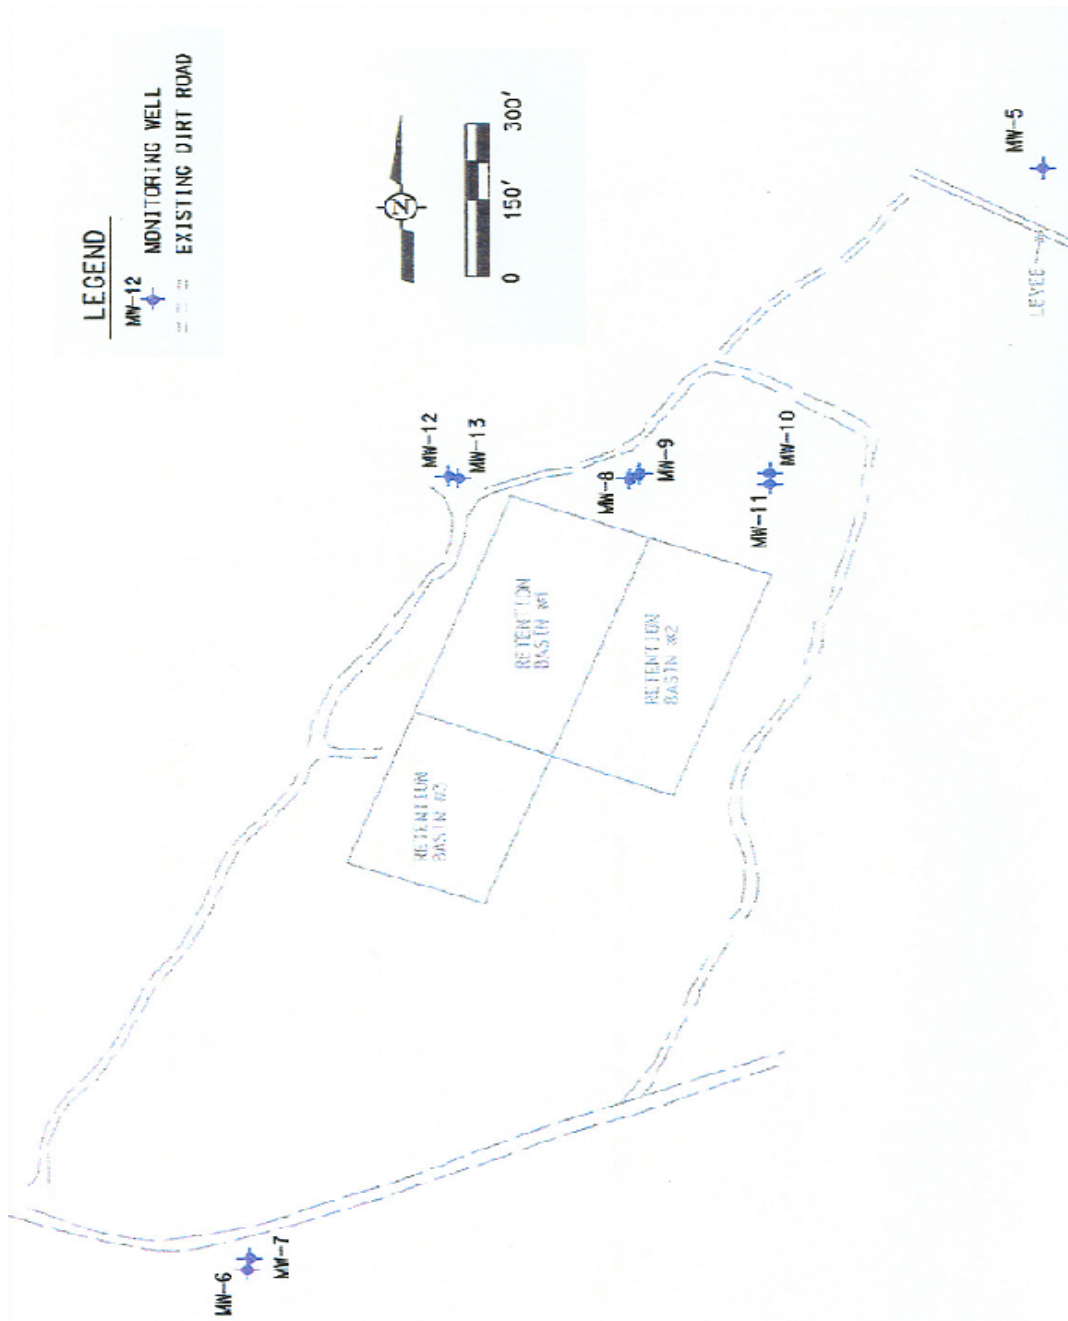 LEGEND
MW-12
MONITORING WELL
EXISTING DIRT ROAD
N
0 150' 300'
MW-5
LEVEE
MW-12
MW-13
MW-8
MW-9
MW-10
MW-11
RETENTION
BASIN #1
RETENTION
BASIN #2
RETENTION
BASIN #3
MW-6
MW-7